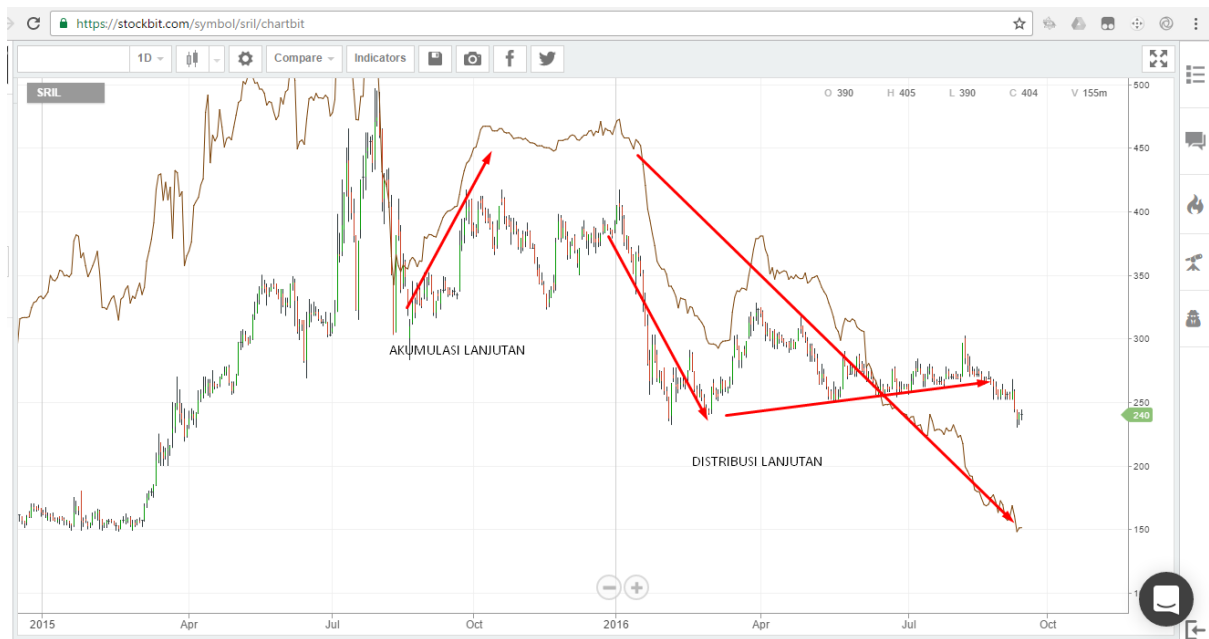 https://stockbit.com/symbol/sril/chartbit
1D
Compare
Indicators
SRIL
O 390 H 405 L 390 C 404 V 155m
500
450
400
350
300
250
240
200
150
AKUMULASI LANJUTAN
DISTRIBUSI LANJUTAN
2015 Apr Jul Oct 2016 Apr Jul Oct